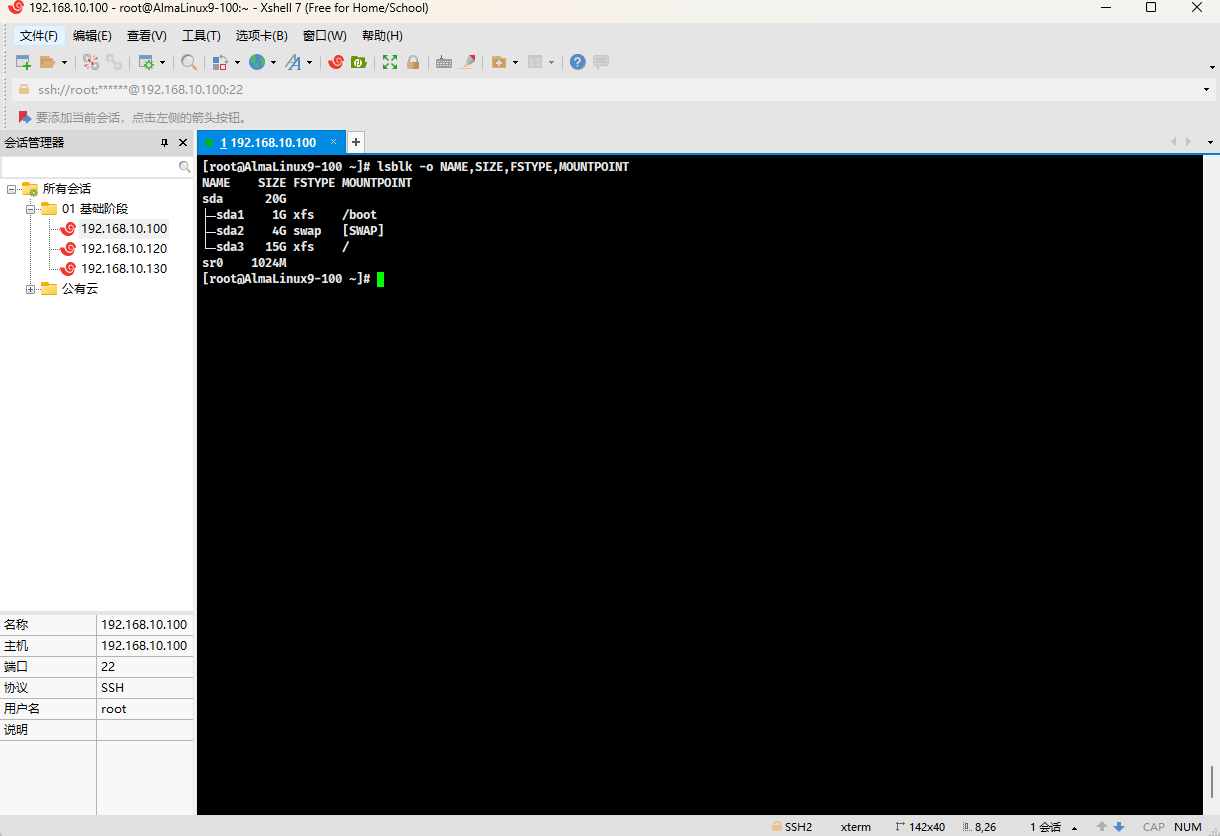 192.168.10.100 - root@AlmaLinux9-100:~ - Xshell 7 (Free for Home/School)
文件(F) 编辑(E) 查看(V) 工具(T) 选项卡(B) 窗口(W) 帮助(H)
ssh://root:******@192.168.10.100:22
要添加当前会话，点击左侧的箭头按钮。
会话管理器
1 192.168.10.100 × +
所有会话
01 基础阶段
192.168.10.100
192.168.10.120
192.168.10.130
公有云
[root@AlmaLinux9-100 ~]# lsblk -o NAME,SIZE,FSTYPE,MOUNTPOINT
NAME    SIZE FSTYPE MOUNTPOINT
sda      20G
├─sda1    1G xfs    /boot
├─sda2    4G swap   [SWAP]
└─sda3   15G xfs    /
sr0    1024M
[root@AlmaLinux9-100 ~]#
名称 192.168.10.100
主机 192.168.10.100
端口 22
协议 SSH
用户名 root
说明
SSH2 xterm 142x40 8,26 1 会话 CAP NUM